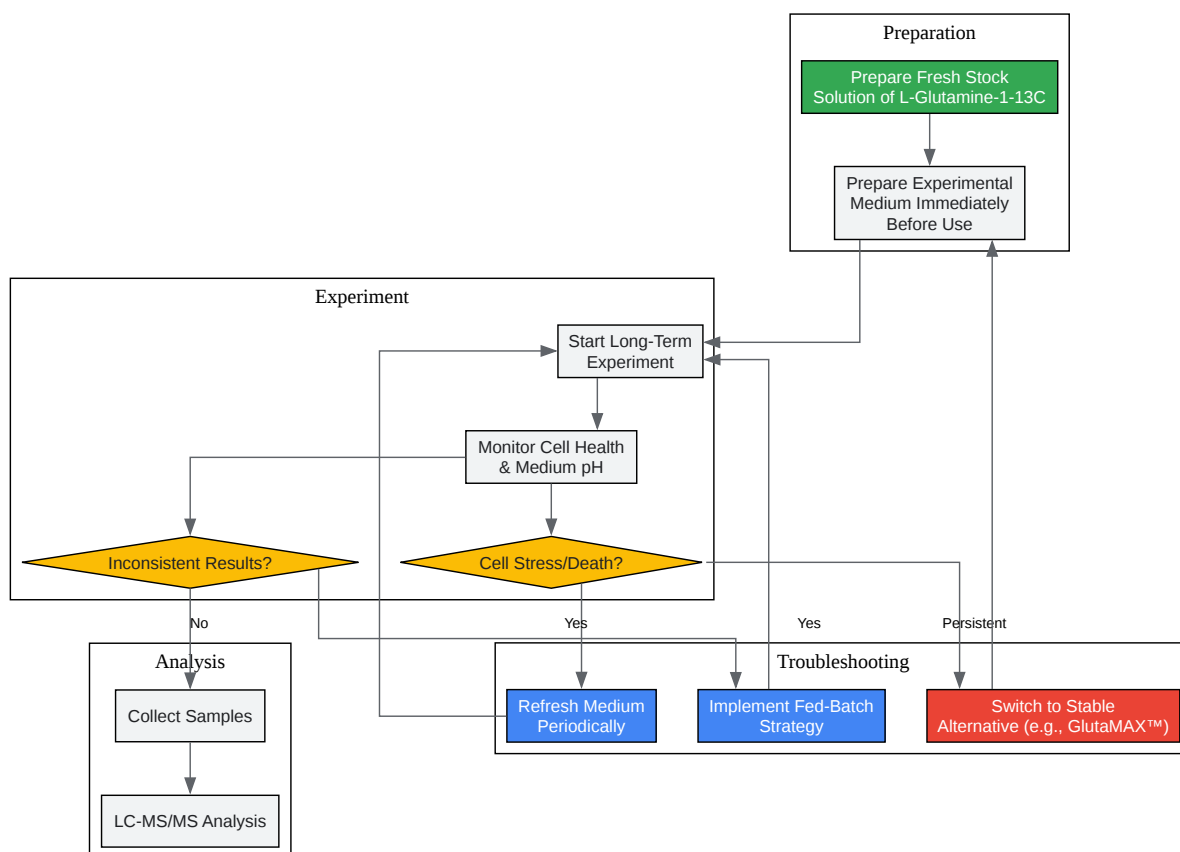 Preparation
Prepare Fresh Stock
Solution of L-Glutamine-1-13C
Prepare Experimental
Medium Immediately
Before Use
Experiment
Start Long-Term
Experiment
Monitor Cell Health
& Medium pH
Inconsistent Results?
Cell Stress/Death?
No
Yes
Yes
Persistent
Analysis
Troubleshooting
Collect Samples
Refresh Medium
Periodically
Implement Fed-Batch
Strategy
Switch to Stable
Alternative (e.g., GlutaMAX™)
LC-MS/MS Analysis